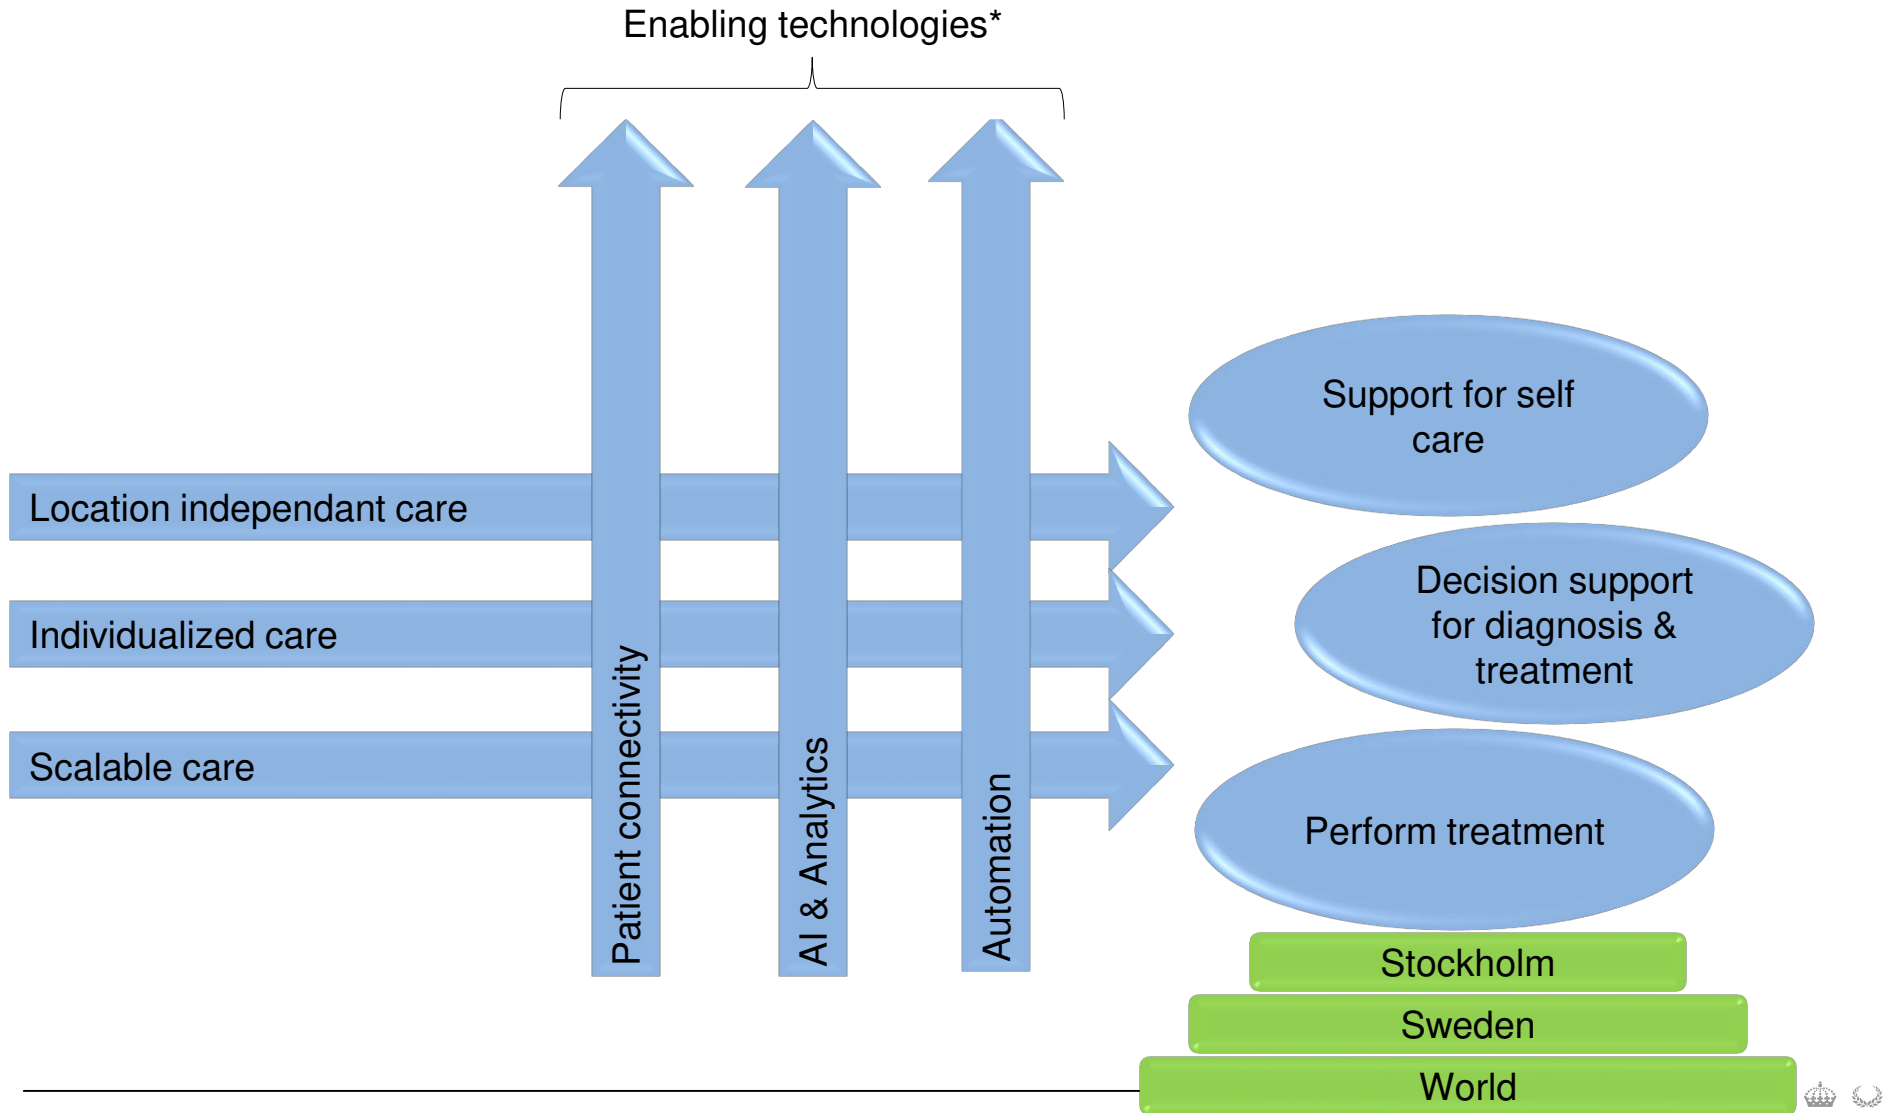 Enabling technologies*
Location independant care
Individualized care
Scalable care
Patient connectivity
AI & Analytics
Automation
Support for self
care
Decision support
for diagnosis &
treatment
Perform treatment
Stockholm
Sweden
World